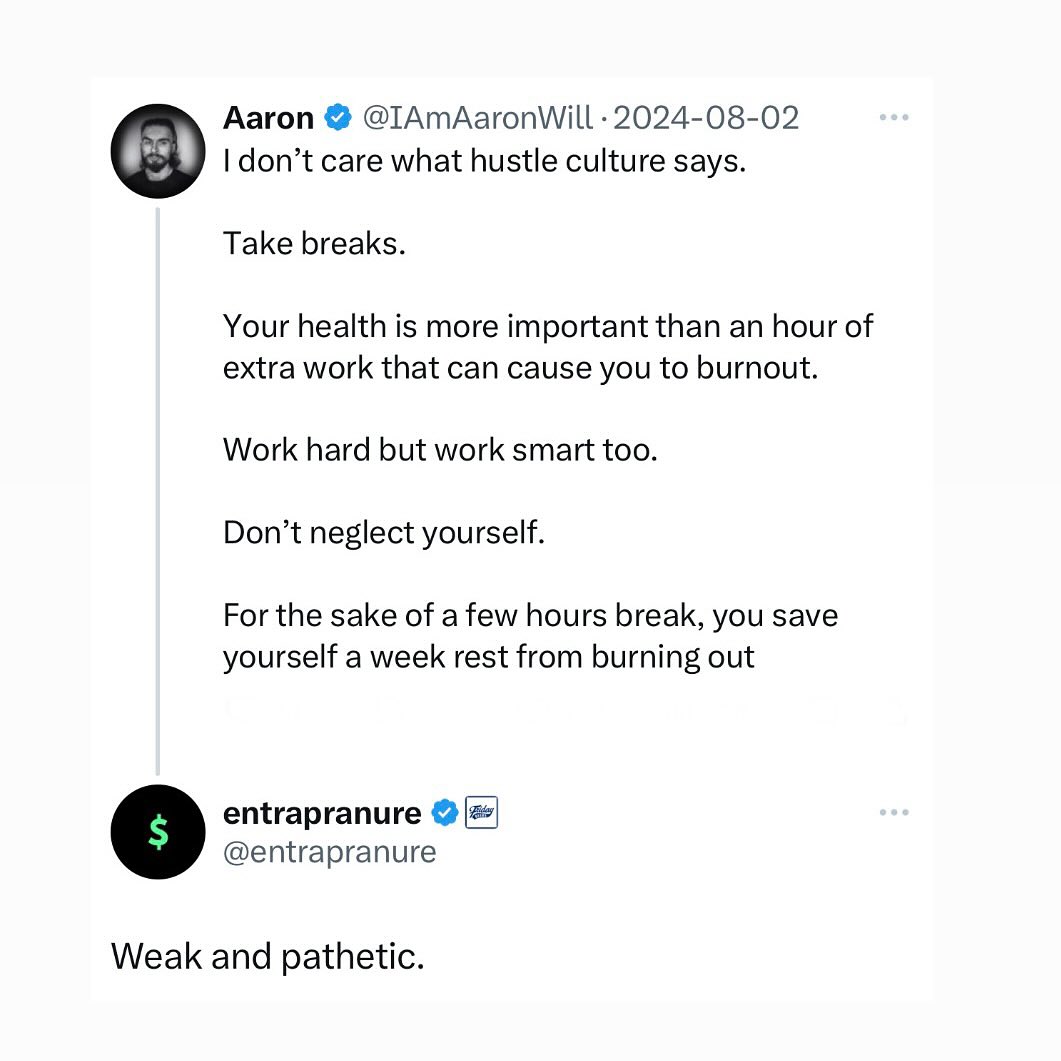 Aaron @IAmAaronWill · 2024-08-02
I don’t care what hustle culture says.
Take breaks.
Your health is more important than an hour of
extra work that can cause you to burnout.
Work hard but work smart too.
Don’t neglect yourself.
For the sake of a few hours break, you save
yourself a week rest from burning out
$
entrapranure
Friday
@entrapranure
Weak and pathetic.